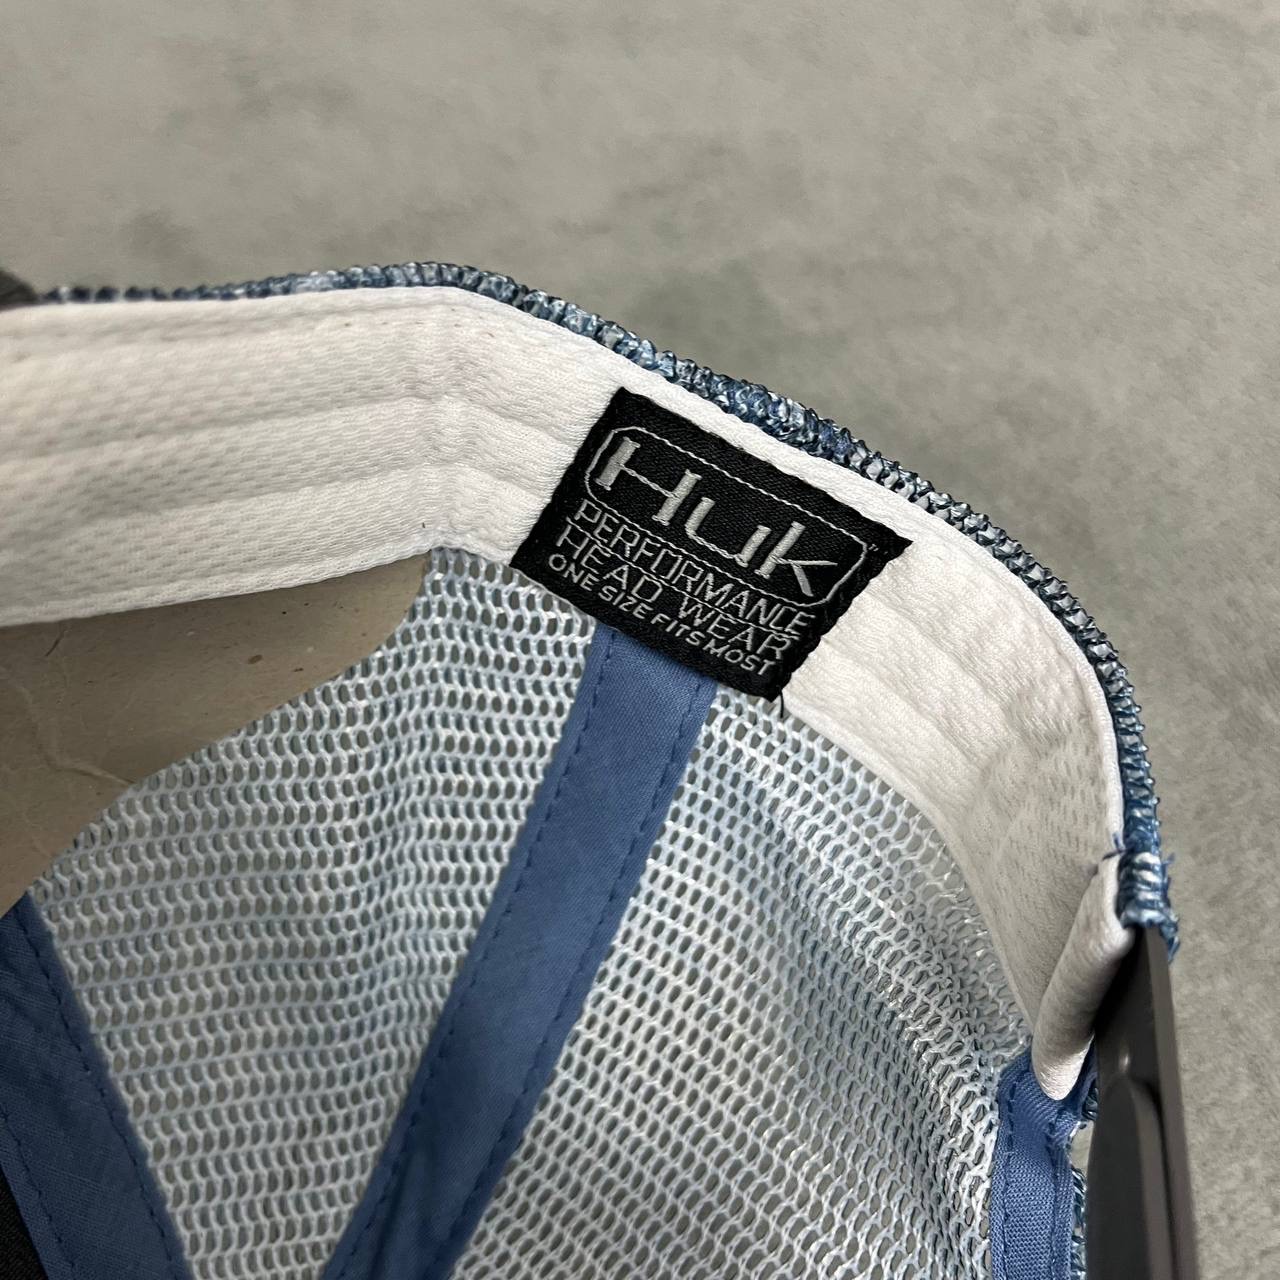 Huk
PERFORMANCE
HEAD WEAR
ONE SIZE FITS MOST